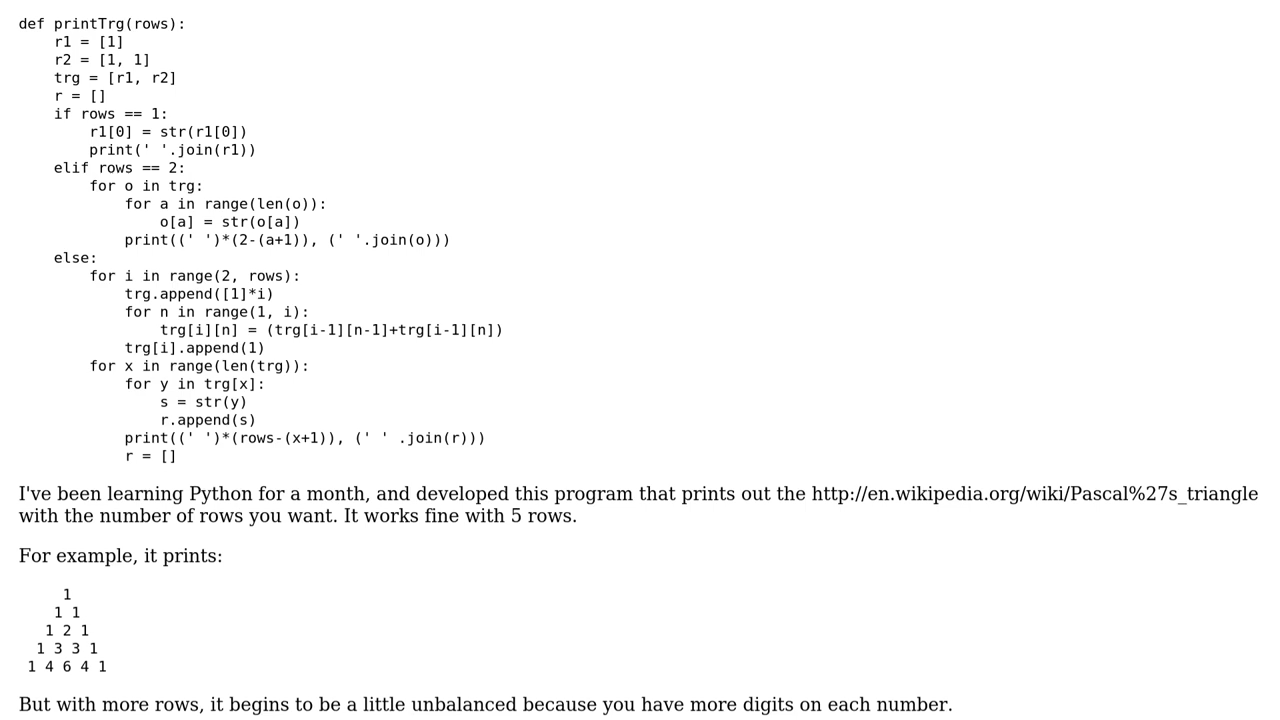 def printTrg(rows):
    r1 = [1]
    r2 = [1, 1]
    trg = [r1, r2]
    r = []
    if rows == 1:
        r1[0] = str(r1[0])
        print(' '.join(r1))
    elif rows == 2:
        for o in trg:
            for a in range(len(o)):
                o[a] = str(o[a])
            print((' ')*(2-(a+1)), (' '.join(o)))
    else:
        for i in range(2, rows):
            trg.append([1]*i)
            for n in range(1, i):
                trg[i][n] = (trg[i-1][n-1]+trg[i-1][n])
            trg[i].append(1)
        for x in range(len(trg)):
            for y in trg[x]:
                s = str(y)
                r.append(s)
            print((' ')*(rows-(x+1)), (' ' .join(r)))
            r = []
I've been learning Python for a month, and developed this program that prints out the http://en.wikipedia.org/wiki/Pascal%27s_triangle
with the number of rows you want. It works fine with 5 rows.
For example, it prints:
     1
    1 1
   1 2 1
  1 3 3 1
 1 4 6 4 1
But with more rows, it begins to be a little unbalanced because you have more digits on each number.